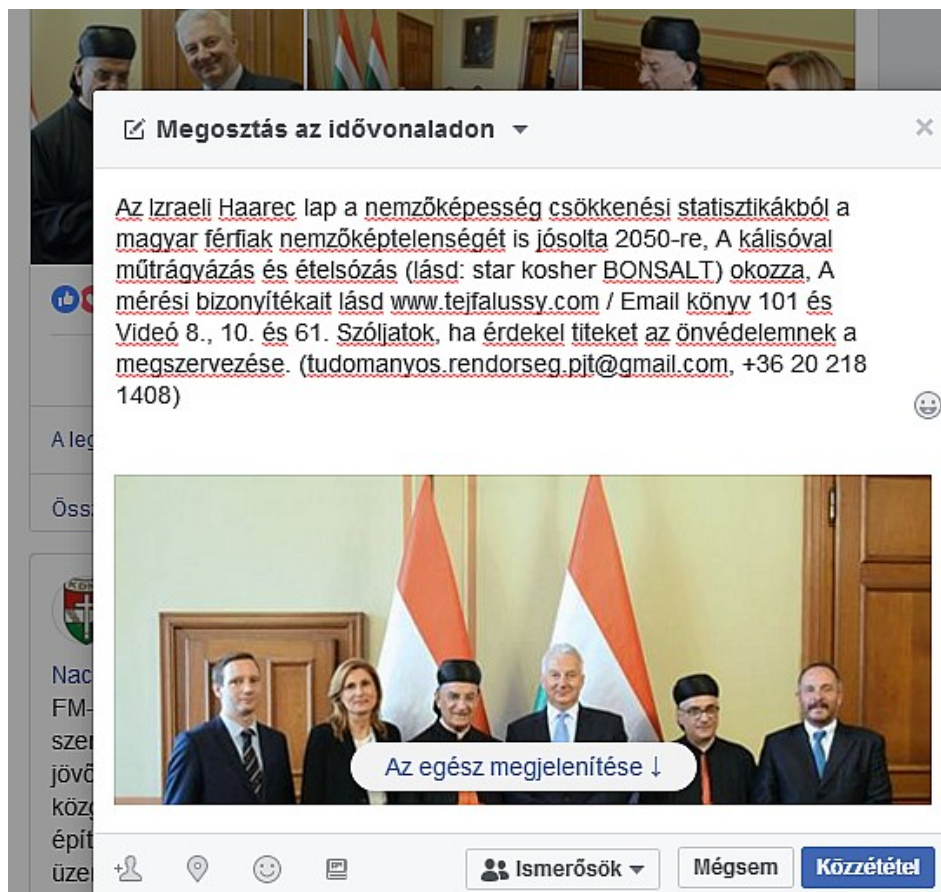 Megosztás az idővonaladon
Az Izraeli Haarec lap a nemzőképesség csökkenési statisztikákból a
magyar férfiak nemzőképtelenségét is jósolta 2050-re, A kálisóval
műtrágyázás és ételsózás (lásd: star kosher BONSALT) okozza, A
mérési bizonyítékait lásd www.tejfalussy.com / Email könyv 101 és
Videó 8., 10. és 61. Szóljatok, ha érdekel titeket az önvédelemnek a
megszervezése. (tudomanyos.rendorseg.pjt@gmail.com, +36 20 218
1408)
A leg
Öss
KDN
Nac
FM-
szer
jövő
közg
épít
üze
Az egész megjelenítése ↓
Ismerősök
Mégsem
Közzététel